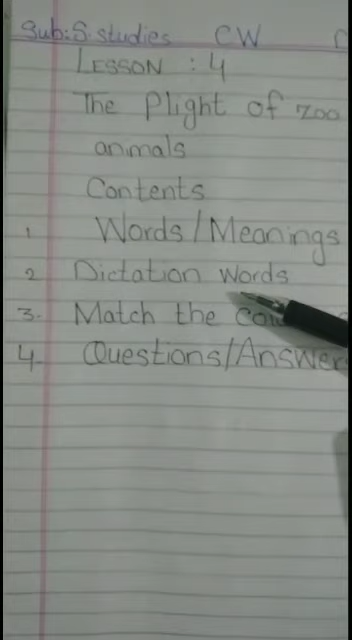 Sub: S. studies CW
LESSON : 4
The Plight of zoo
animals
Contents
1 Words/Meanings
2 Dictation words
3. Match the
4. Questions/Answers